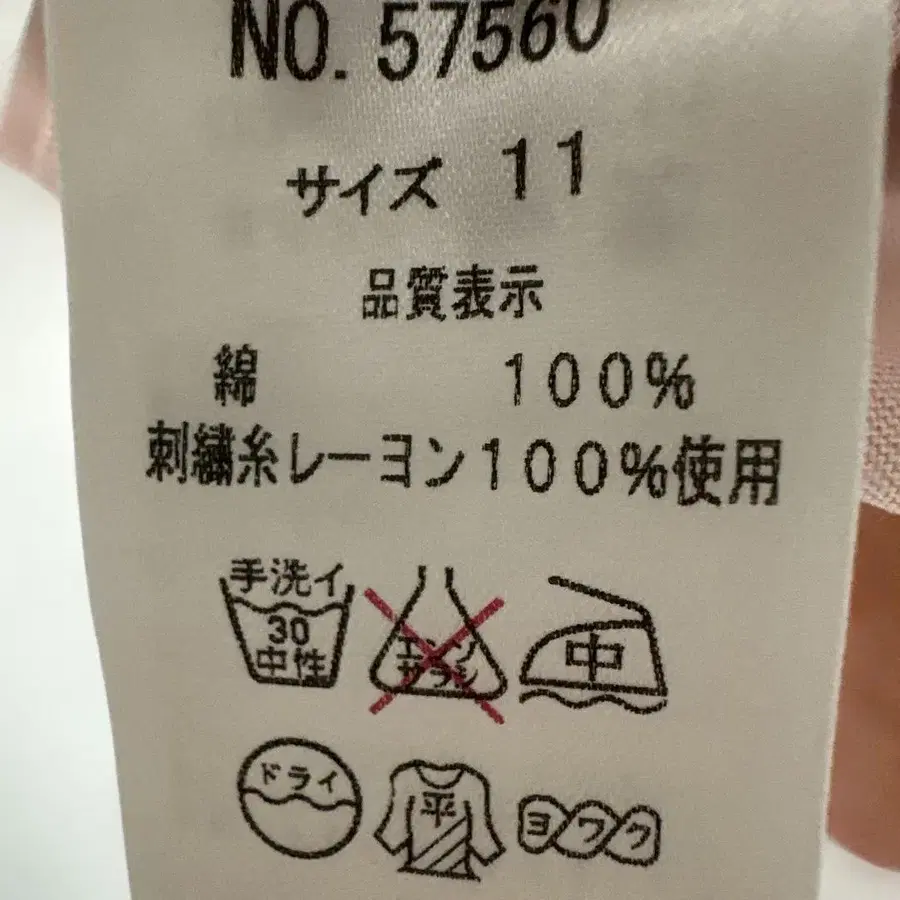 NO. 57560
サイズ 11
品質表示
綿 100%
刺繍糸レーヨン100%使用
手洗イ
30
中性
エンソ
サラシ
中
ドライ
平
ヨワク